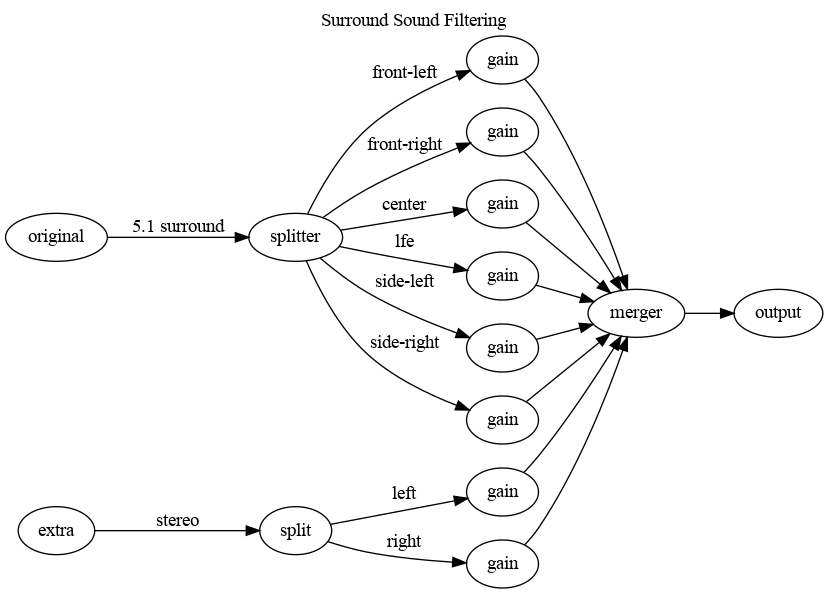 Surround Sound Filtering
gain
front-left
gain
front-right
gain
center
original
5.1 surround
splitter
lfe
gain
side-left
merger
output
side-right
gain
gain
left
gain
extra
stereo
split
right
gain